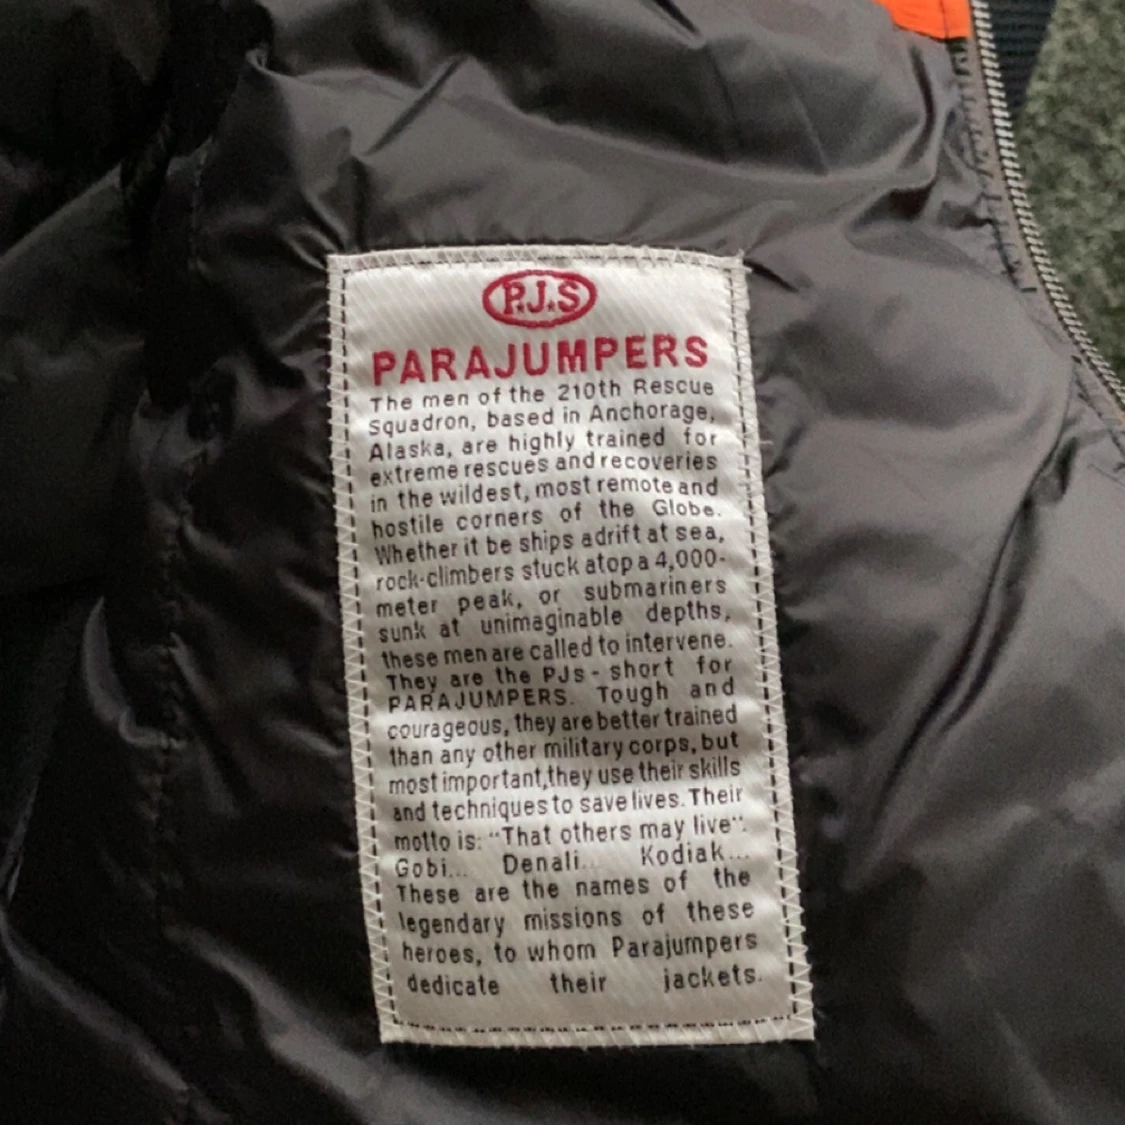 P.J.S
PARAJUMPERS
The men of the 210th Rescue
Squadron, based in Anchorage,
Alaska, are highly trained for
extreme rescues and recoveries
in the wildest, most remote and
hostile corners of the Globe.
Whether it be ships adrift at sea,
rock-climbers stuck atop a 4,000-
meter peak, or submariners
sunk at unimaginable depths,
these men are called to intervene.
They are the PJs - short for
PARAJUMPERS. Tough and
courageous, they are better trained
than any other military corps, but
most important,they use their skills
and techniques to save lives. Their
motto is: "That others may live".
Gobi... Denali... Kodiak...
These are the names of the
legendary missions of these
heroes, to whom Parajumpers
dedicate their jackets.